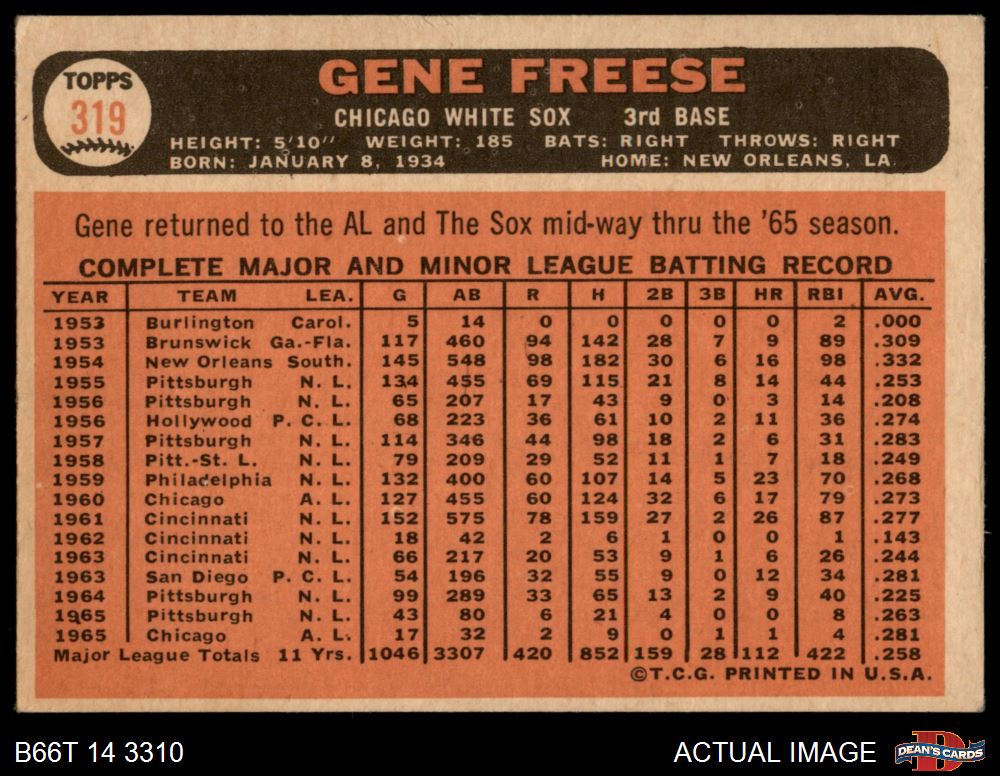 TOPPS
319
GENE FREESE
CHICAGO WHITE SOX 3rd BASE
HEIGHT: 5'10" WEIGHT: 185 BATS: RIGHT THROWS: RIGHT
BORN: JANUARY 8, 1934 HOME: NEW ORLEANS, LA.
Gene returned to the AL and The Sox mid-way thru the '65 season.
COMPLETE MAJOR AND MINOR LEAGUE BATTING RECORD
YEAR TEAM LEA. G AB R H 2B 3B HR RBI AVG.
1953 Burlington Carol. 5 14 0 0 0 0 0 2 .000
1953 Brunswick Ga.-Fla. 117 460 94 142 28 7 9 89 .309
1954 New Orleans South. 145 548 98 182 30 6 16 98 .332
1955 Pittsburgh N. L. 134 455 69 115 21 8 14 44 .253
1956 Pittsburgh N. L. 65 207 17 43 9 0 3 14 .208
1956 Hollywood P. C. L. 68 223 36 61 10 2 11 36 .274
1957 Pittsburgh N. L. 114 346 44 98 18 2 6 31 .283
1958 Pitt.-St. L. N. L. 79 209 29 52 11 1 7 18 .249
1959 Philadelphia N. L. 132 400 60 107 14 5 23 70 .268
1960 Chicago A. L. 127 455 60 124 32 6 17 79 .273
1961 Cincinnati N. L. 152 575 78 159 27 2 26 87 .277
1962 Cincinnati N. L. 18 42 2 6 1 0 0 1 .143
1963 Cincinnati N. L. 66 217 20 53 9 1 6 26 .244
1963 San Diego P. C. L. 54 196 32 55 9 0 12 34 .281
1964 Pittsburgh N. L. 99 289 33 65 13 2 9 40 .225
1965 Pittsburgh N. L. 43 80 6 21 4 0 0 8 .263
1965 Chicago A. L. 17 32 2 9 0 1 1 4 .281
Major League Totals 11 Yrs. 1046 3307 420 852 159 28 112 422 .258
©T.C.G. PRINTED IN U.S.A.
B66T 14 3310 ACTUAL IMAGE D DEAN'S CARDS